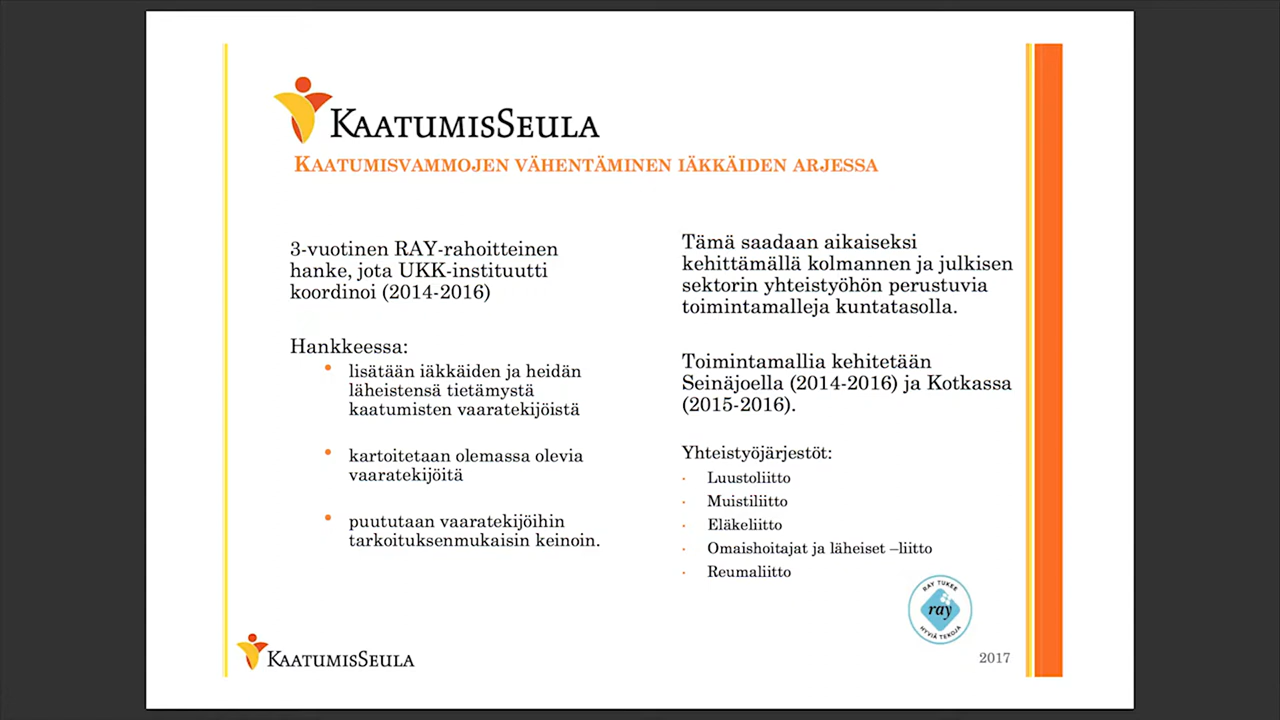 KAATUMISSEULA
KAATUMISVAMMOJEN VÄHENTÄMINEN IÄKKÄIDEN ARJESSA
3-vuotinen RAY-rahoitteinen
hanke, jota UKK-instituutti
koordinoi (2014-2016)
Hankkeessa:
• lisätään iäkkäiden ja heidän
läheistensä tietämystä
kaatumisten vaaratekijöistä
• kartoitetaan olemassa olevia
vaaratekijöitä
• puututaan vaaratekijöihin
tarkoituksenmukaisin keinoin.
Tämä saadaan aikaiseksi
kehittämällä kolmannen ja julkisen
sektorin yhteistyöhön perustuvia
toimintamalleja kuntatasolla.
Toimintamallia kehitetään
Seinäjoella (2014-2016) ja Kotkassa
(2015-2016).
Yhteistyöjärjestöt:
· Luustoliitto
· Muistiliitto
· Eläkeliitto
· Omaishoitajat ja läheiset –liitto
· Reumaliitto
RAY TUKEE
ray
HYVIÄ TEKOJA
KAATUMISSEULA
2017